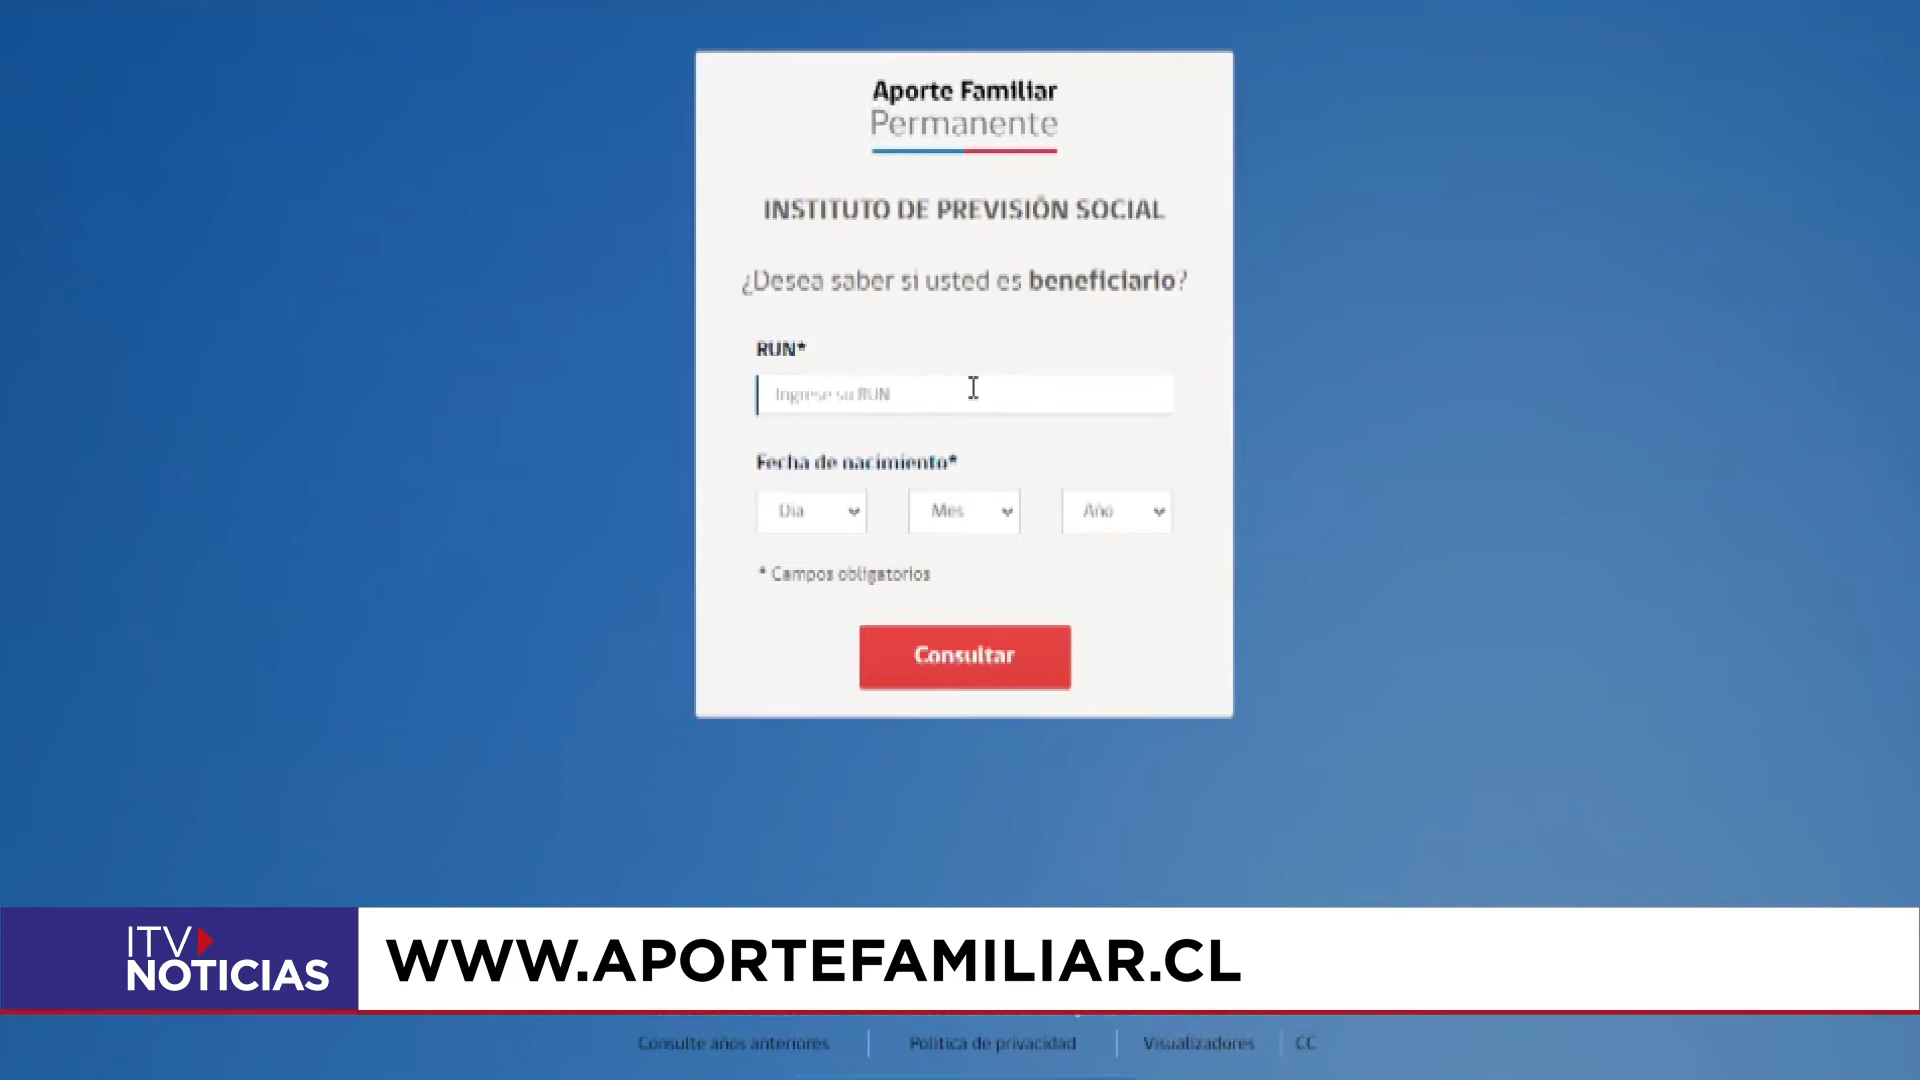 Aporte Familiar
Permanente
INSTITUTO DE PREVISIÓN SOCIAL
¿Desea saber si usted es beneficiario?
RUN*
Ingrese su RUN
Fecha de nacimiento*
Día Mes Año
* Campos obligatorios
Consultar
ITV
NOTICIAS
WWW.APORTEFAMILIAR.CL
Consulte años anteriores | Política de privacidad | Visualizadores | CC